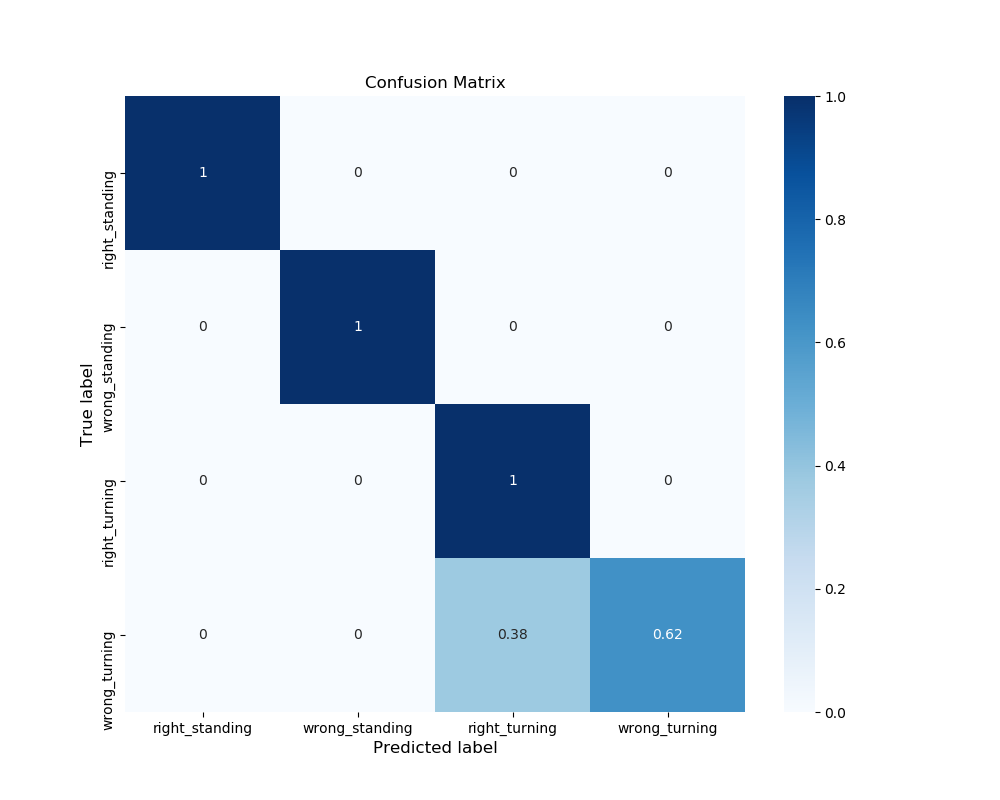 Confusion Matrix
True label
right_standing
1
0
0
0
wrong_standing
0
1
0
0
right_turning
0
0
1
0
wrong_turning
0
0
0.38
0.62
right_standing
wrong_standing
right_turning
wrong_turning
Predicted label
1.0
0.8
0.6
0.4
0.2
0.0